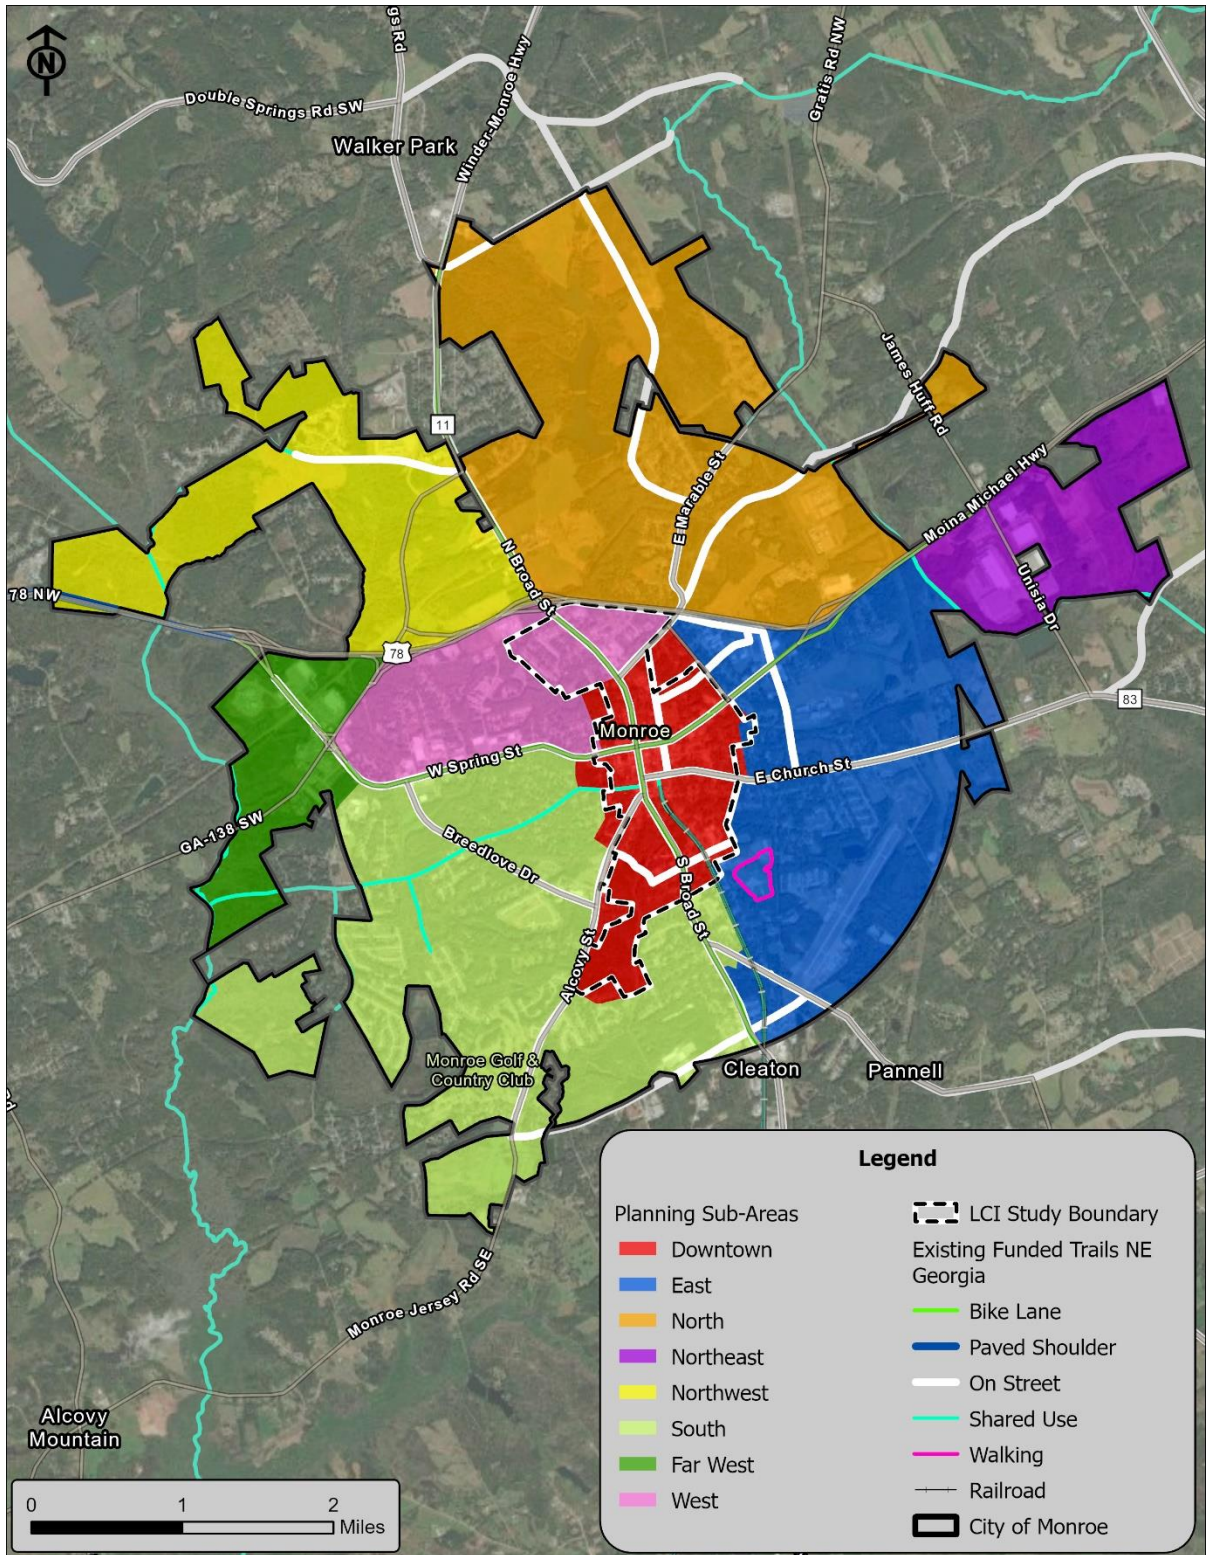 N
gs Rd
Winder-Monroe Hwy
Gratis Rd NW
Double Springs Rd SW
Walker Park
James Huff Rd
11
E Marable St
Moina Michael Hwy
N Broad St
78 NW
Unisia Dr
78
83
Monroe
W Spring St
E Church St
GA-138 SW
Breedlove Dr
S Broad St
Alcovy St
Monroe Golf &
Country Club
Cleaton
Pannell
Rd
Monroe Jersey Rd SE
Alcovy
Mountain
0 1 2
Miles
Legend
Planning Sub-Areas
Downtown
East
North
Northeast
Northwest
South
Far West
West
LCI Study Boundary
Existing Funded Trails NE
Georgia
Bike Lane
Paved Shoulder
On Street
Shared Use
Walking
Railroad
City of Monroe